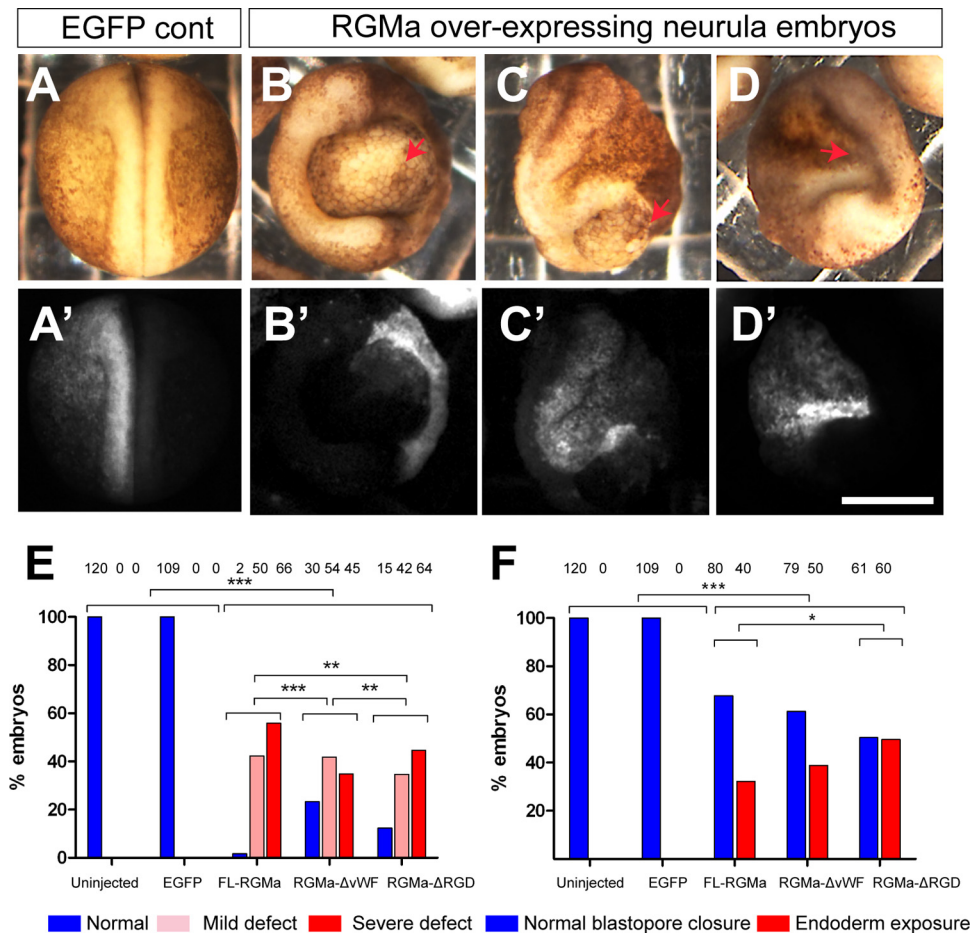 EGFP cont
RGMa over-expressing neurula embryos
A
B
C
D
A’
B’
C’
D’
E
120 0 0 109 0 0 2 50 66 30 54 45 15 42 64
***
**
*** **
100
80
60
40
20
0
% embryos
Uninjected EGFP FL-RGMa RGMa-ΔvWF RGMa-ΔRGD
F
120 0 109 0 80 40 79 50 61 60
***
*
100
80
60
40
20
% embryos
Uninjected EGFP FL-RGMa RGMa-ΔvWF RGMa-ΔRGD
Normal Mild defect Severe defect Normal blastopore closure Endoderm exposure